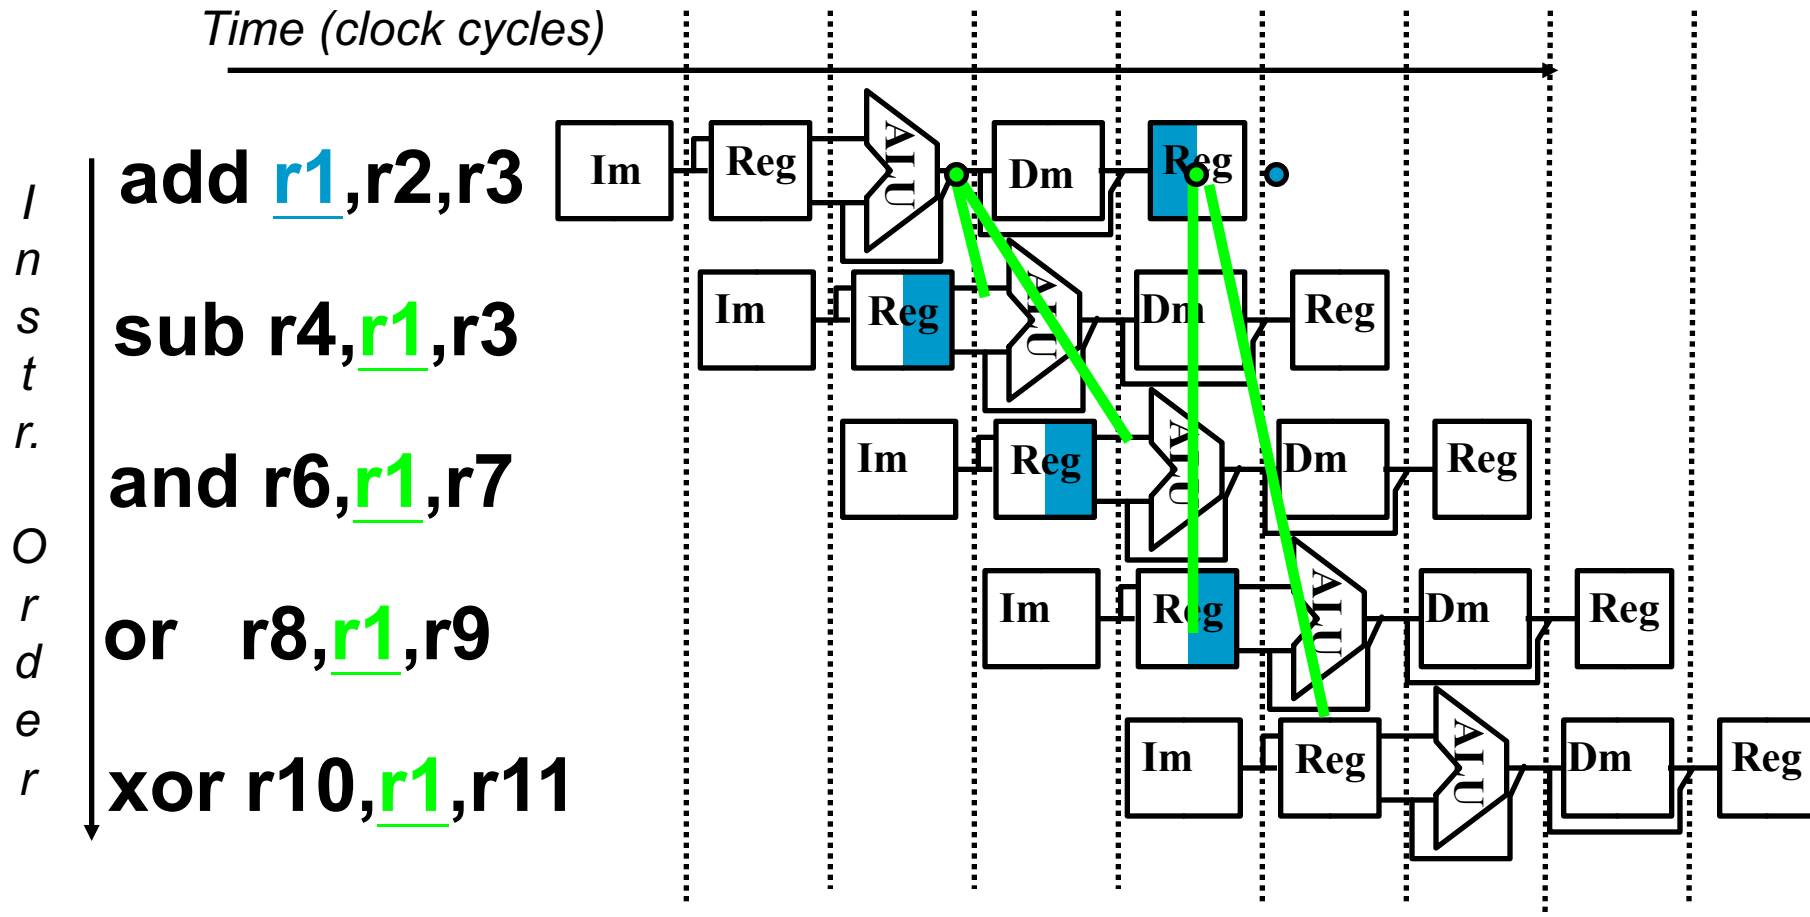 Time (clock cycles)
Instr. Order
add r1,r2,r3
Im Reg ALU Dm Reg
sub r4,r1,r3
Im Reg ALU Dm Reg
and r6,r1,r7
Im Reg ALU Dm Reg
or r8,r1,r9
Im Reg ALU Dm Reg
xor r10,r1,r11
Im Reg ALU Dm Reg